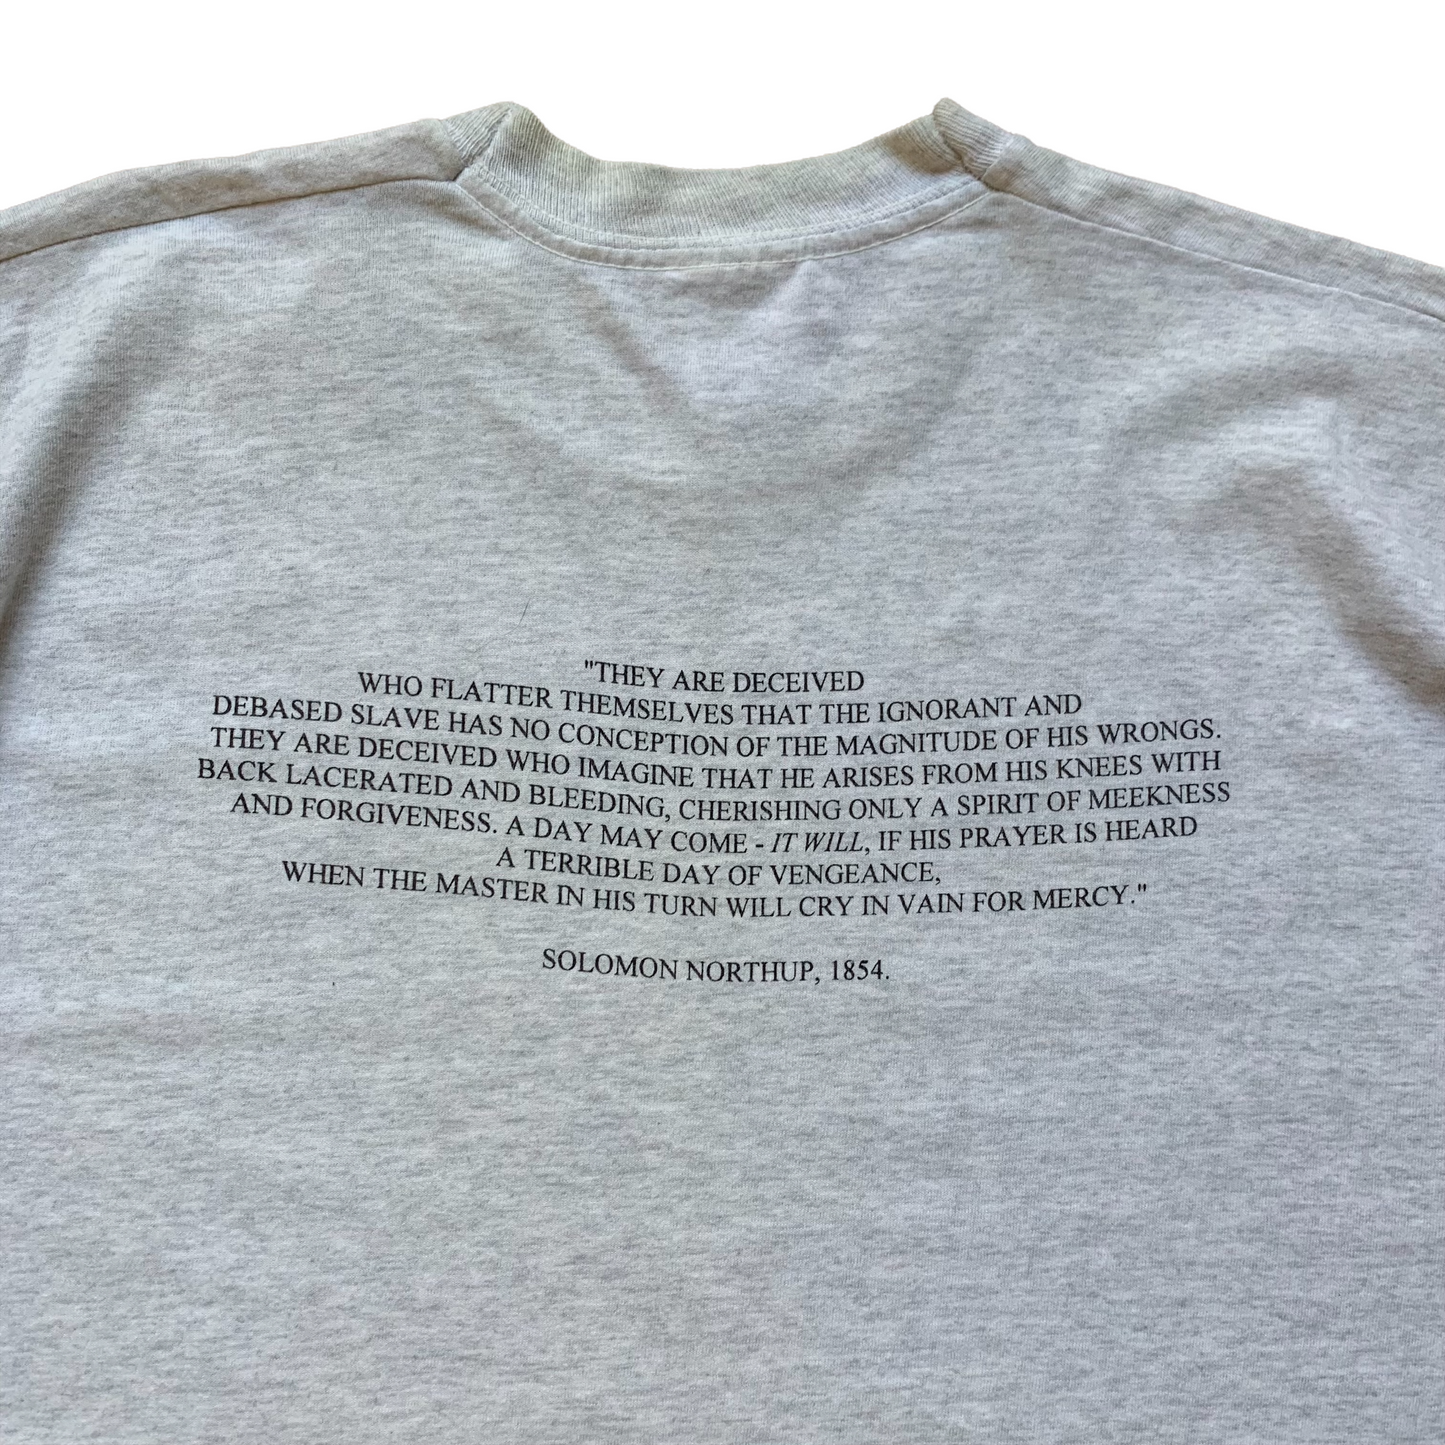 "THEY ARE DECEIVED
WHO FLATTER THEMSELVES THAT THE IGNORANT AND
DEBASED SLAVE HAS NO CONCEPTION OF THE MAGNITUDE OF HIS WRONGS.
THEY ARE DECEIVED WHO IMAGINE THAT HE ARISES FROM HIS KNEES WITH
BACK LACERATED AND BLEEDING, CHERISHING ONLY A SPIRIT OF MEEKNESS
AND FORGIVENESS. A DAY MAY COME - IT WILL, IF HIS PRAYER IS HEARD
A TERRIBLE DAY OF VENGEANCE,
WHEN THE MASTER IN HIS TURN WILL CRY IN VAIN FOR MERCY."
SOLOMON NORTHUP, 1854.